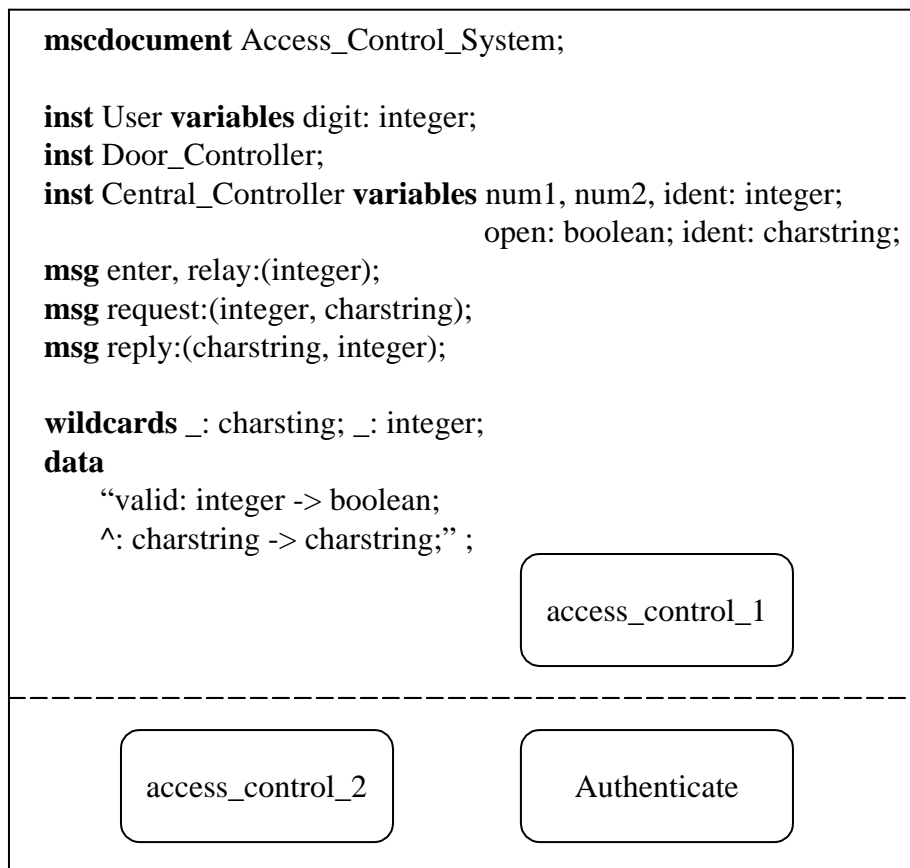 mscdocument Access_Control_System;
inst User variables digit: integer;
inst Door_Controller;
inst Central_Controller variables num1, num2, ident: integer;
open: boolean; ident: charstring;
msg enter, relay:(integer);
msg request:(integer, charstring);
msg reply:(charstring, integer);
wildcards _: charsting; _: integer;
data
“valid: integer -> boolean;
^: charstring -> charstring;” ;
access_control_1
access_control_2 Authenticate